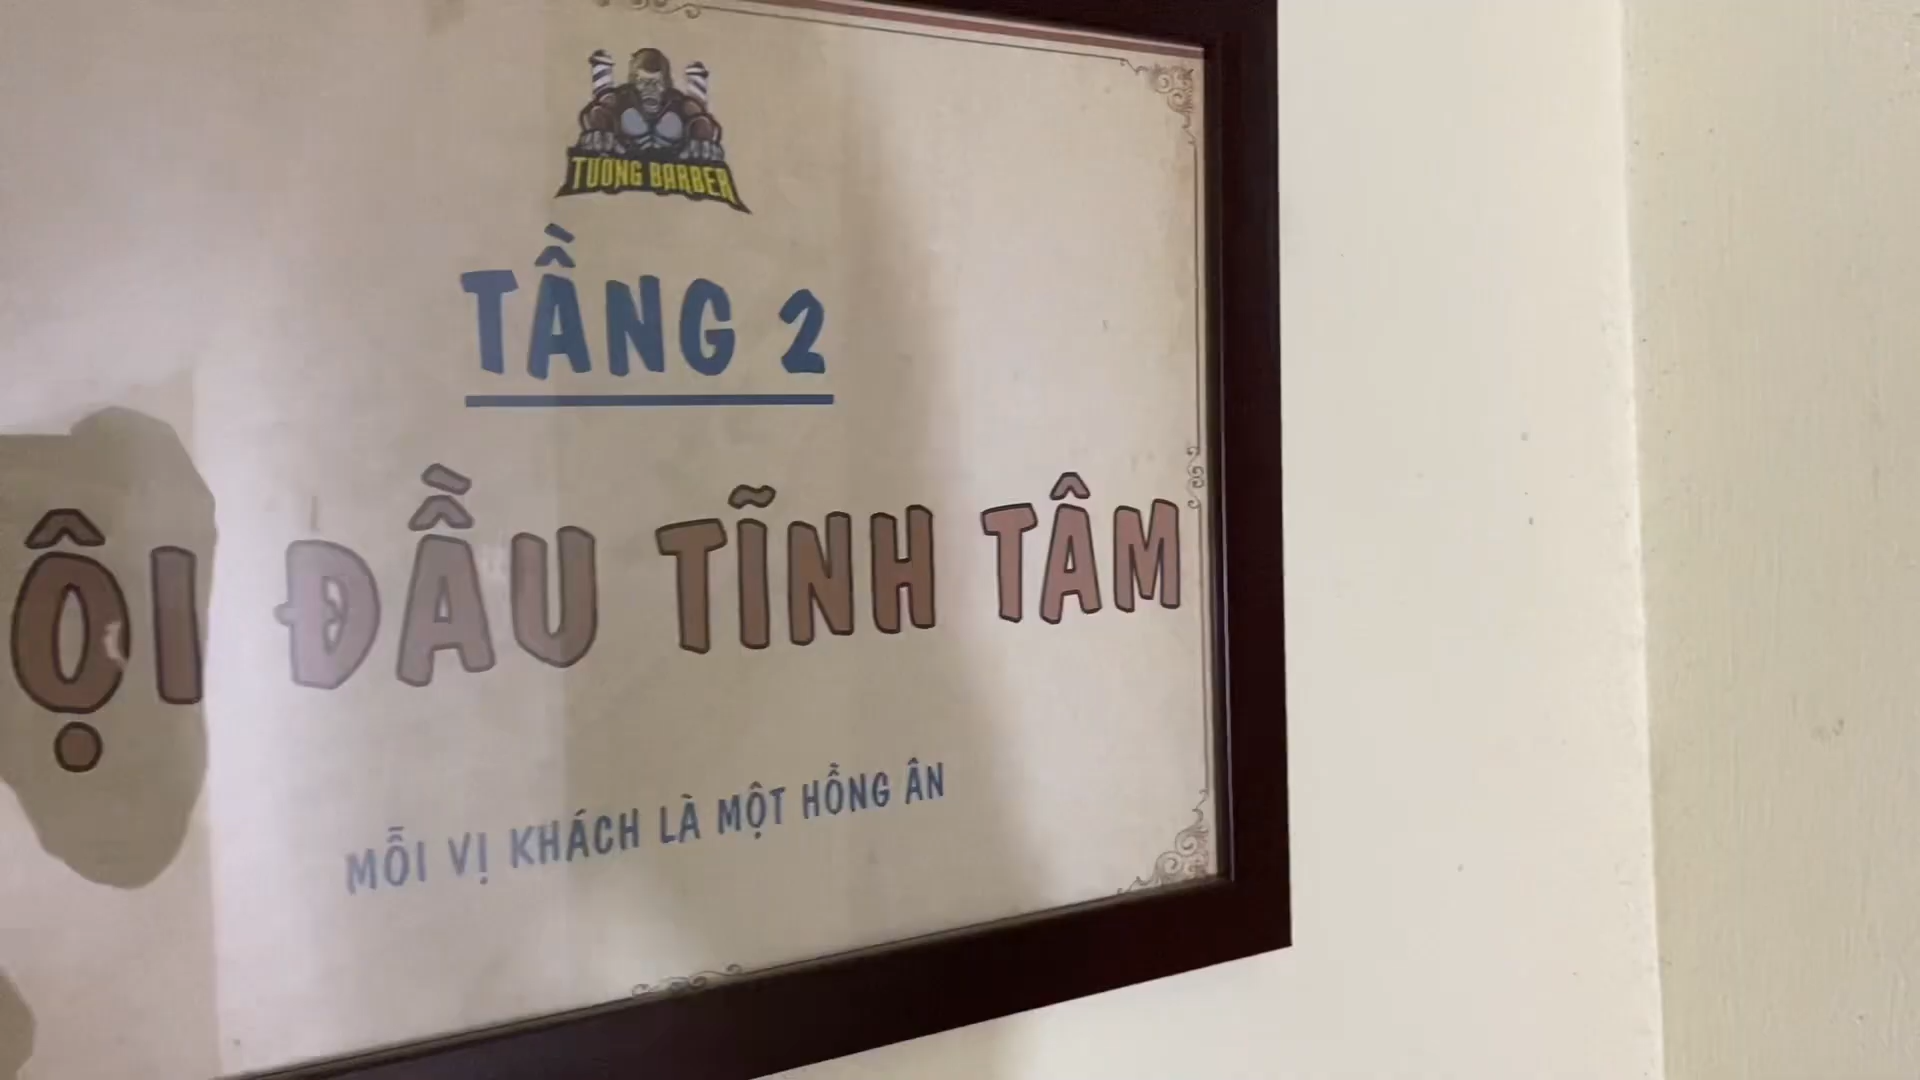 TƯỜNG BARBER
TẦNG 2
ỘI ĐẦU TĨNH TÂM
MỖI VỊ KHÁCH LÀ MỘT HỒNG ÂN